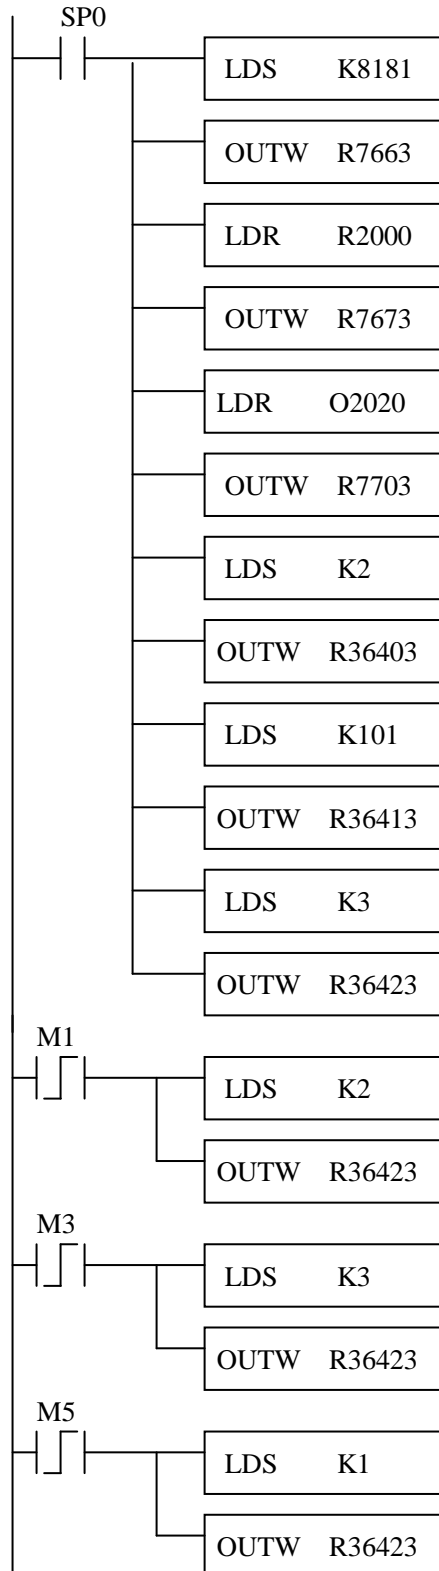 SP0
LDS K8181
OUTW R7663
LDR R2000
OUTW R7673
LDR O2020
OUTW R7703
LDS K2
OUTW R36403
LDS K101
OUTW R36413
LDS K3
OUTW R36423
M1
LDS K2
OUTW R36423
M3
LDS K3
OUTW R36423
M5
LDS K1
OUTW R36423